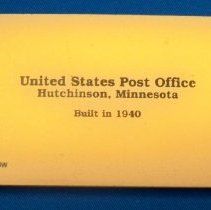 United States Post Office
Hutchinson, Minnesota
Built in 1940